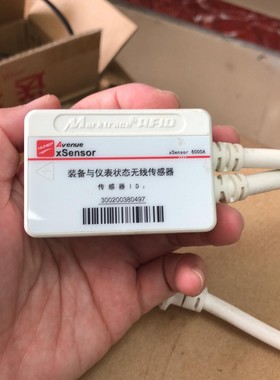 Marktrace® RFID
Avenue
xSensor
xSensor 6000A
装备与仪表状态无线传感器
传感器ID:
300200380497